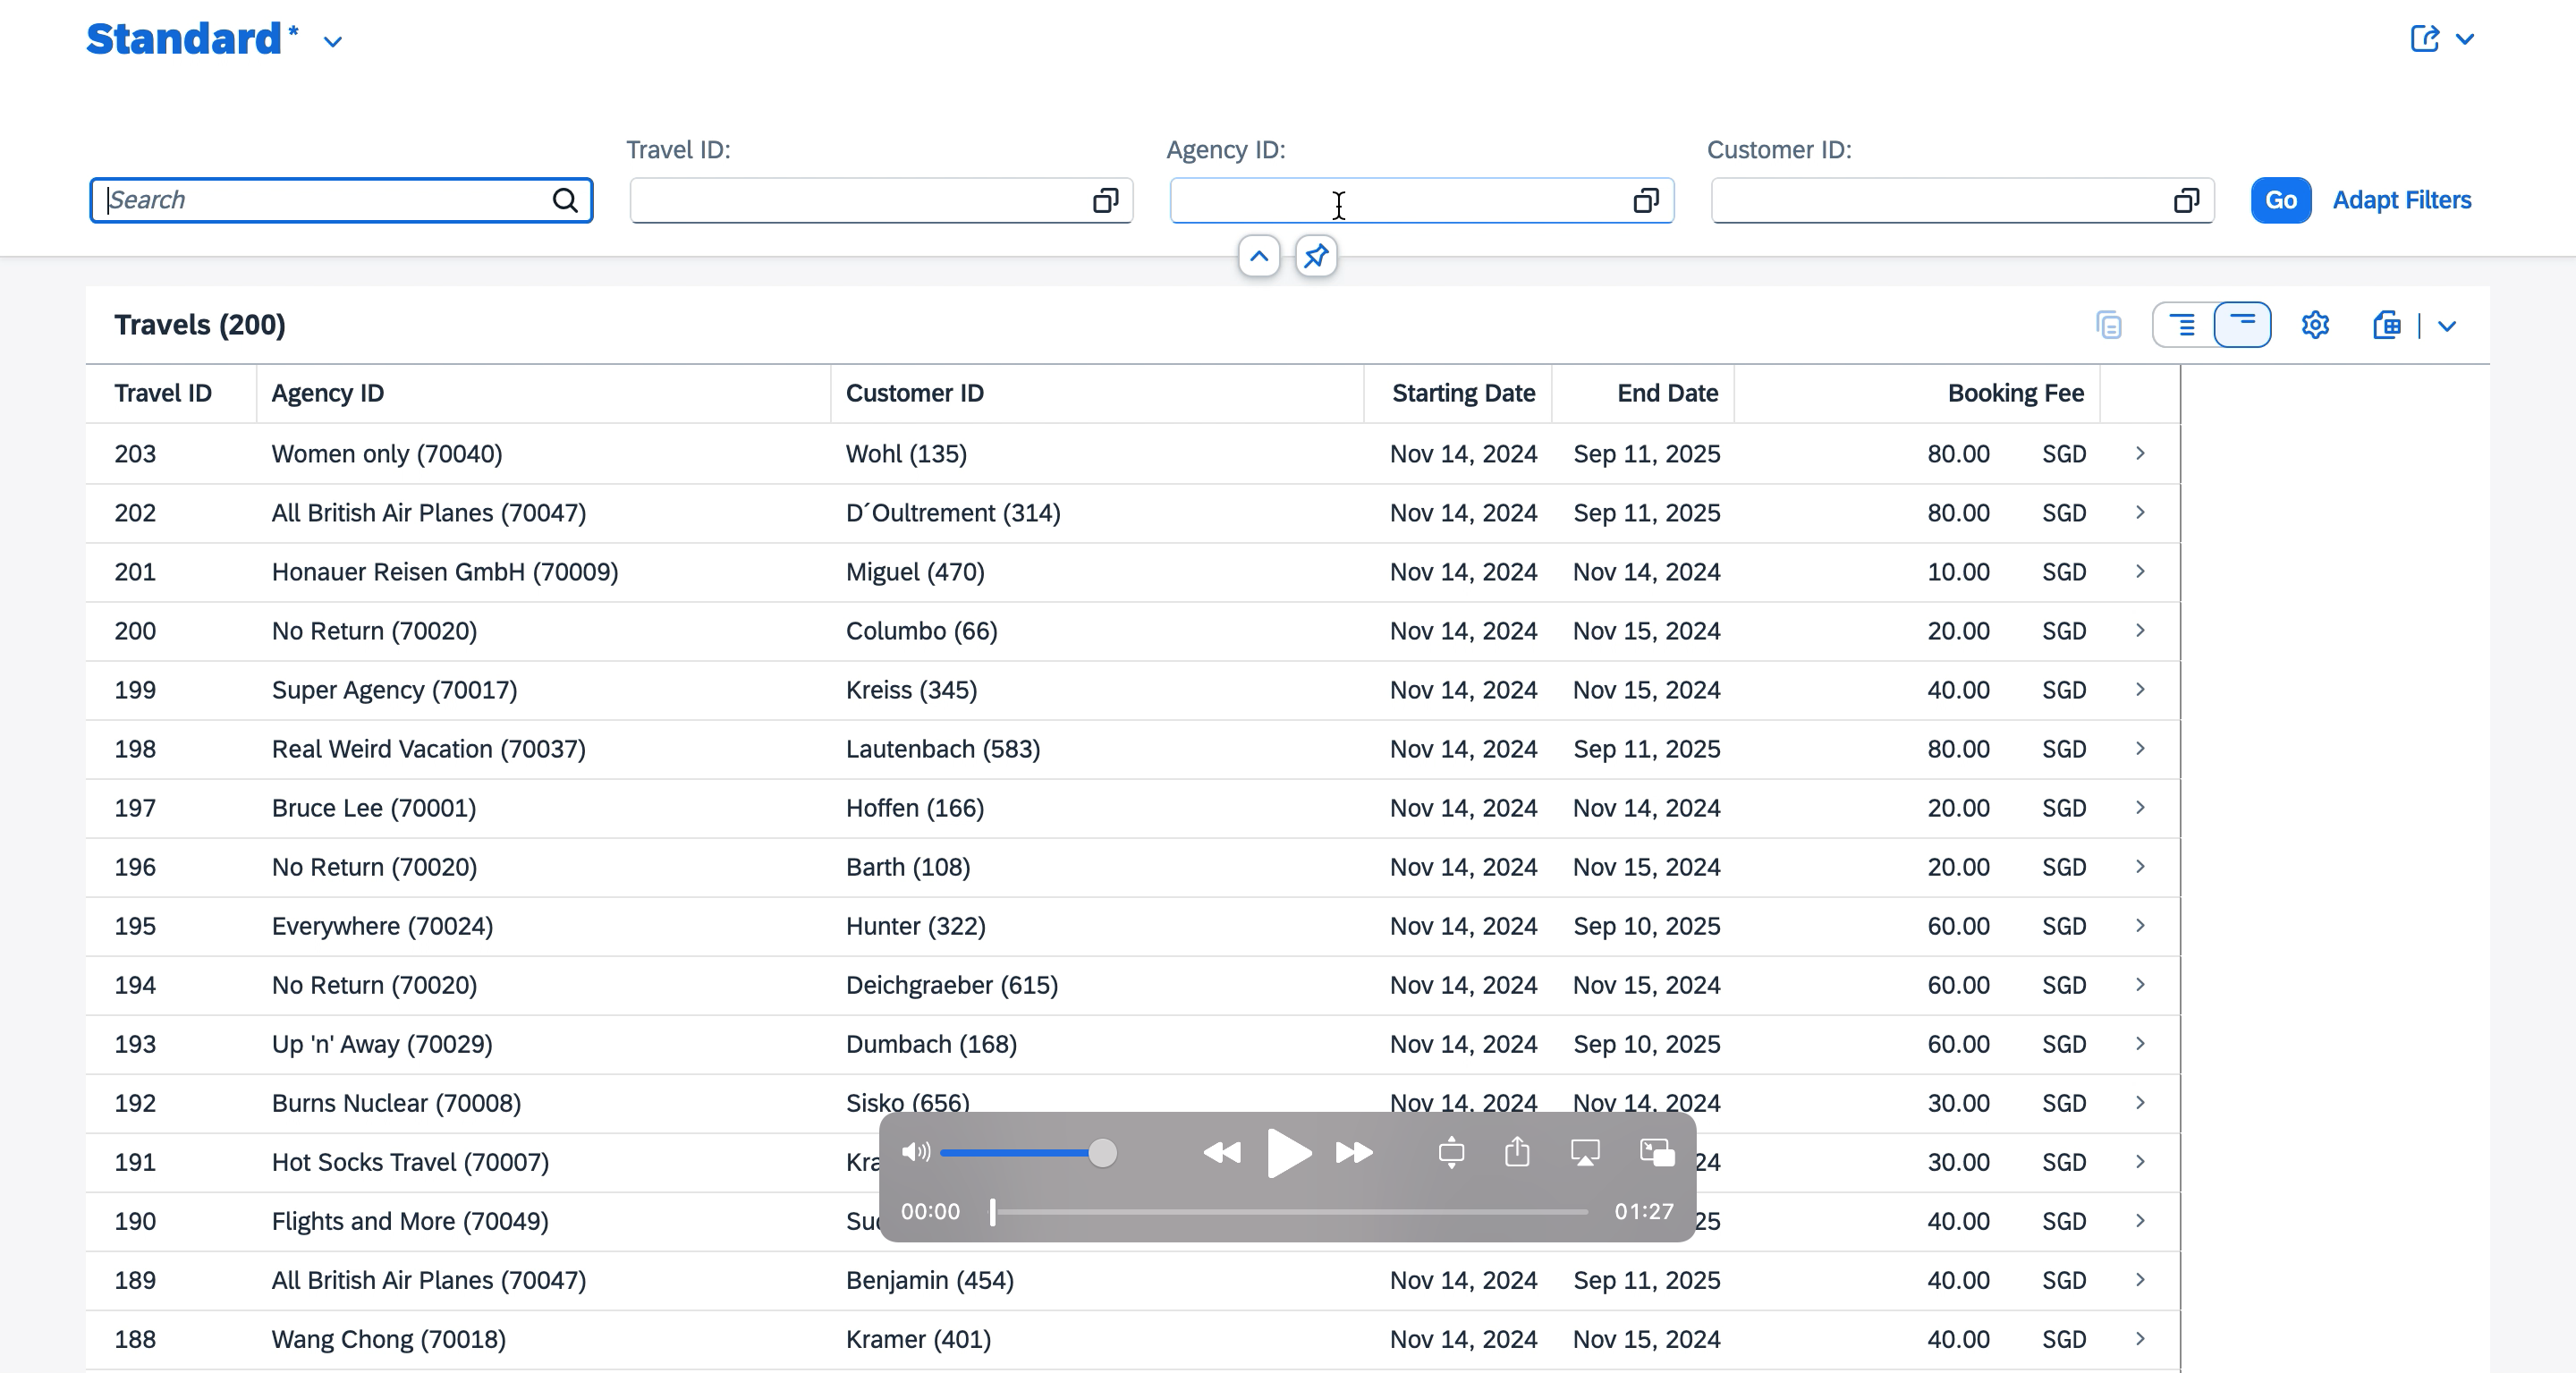 Standard *
Travel ID: Agency ID: Customer ID:
Search Go Adapt Filters
Travels (200)
Travel ID Agency ID Customer ID Starting Date End Date Booking Fee
203 Women only (70040) Wohl (135) Nov 14, 2024 Sep 11, 2025 80.00 SGD
202 All British Air Planes (70047) D´Oultrement (314) Nov 14, 2024 Sep 11, 2025 80.00 SGD
201 Honauer Reisen GmbH (70009) Miguel (470) Nov 14, 2024 Nov 14, 2024 10.00 SGD
200 No Return (70020) Columbo (66) Nov 14, 2024 Nov 15, 2024 20.00 SGD
199 Super Agency (70017) Kreiss (345) Nov 14, 2024 Nov 15, 2024 40.00 SGD
198 Real Weird Vacation (70037) Lautenbach (583) Nov 14, 2024 Sep 11, 2025 80.00 SGD
197 Bruce Lee (70001) Hoffen (166) Nov 14, 2024 Nov 14, 2024 20.00 SGD
196 No Return (70020) Barth (108) Nov 14, 2024 Nov 15, 2024 20.00 SGD
195 Everywhere (70024) Hunter (322) Nov 14, 2024 Sep 10, 2025 60.00 SGD
194 No Return (70020) Deichgraeber (615) Nov 14, 2024 Nov 15, 2024 60.00 SGD
193 Up 'n' Away (70029) Dumbach (168) Nov 14, 2024 Sep 10, 2025 60.00 SGD
192 Burns Nuclear (70008) Sisko (656) Nov 14, 2024 Nov 14, 2024 30.00 SGD
191 Hot Socks Travel (70007) Kra 24 30.00 SGD
00:00 01:27
190 Flights and More (70049) 25 40.00 SGD
189 All British Air Planes (70047) Benjamin (454) Nov 14, 2024 Sep 11, 2025 40.00 SGD
188 Wang Chong (70018) Kramer (401) Nov 14, 2024 Nov 15, 2024 40.00 SGD